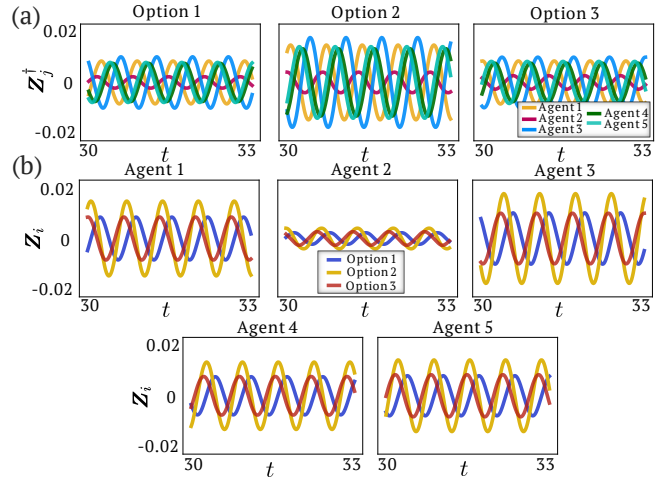 (a)
Option 1 Option 2 Option 3
0.02
Z†j
0
-0.02
Agent 1 Agent 4
Agent 2 Agent 5
Agent 3
30 t 33 30 t 33 30 t 33
(b)
Agent 1 Agent 2 Agent 3
0.02
Zi
0
-0.02
Option 1
Option 2
Option 3
30 t 33 30 t 33 30 t 33
Agent 4 Agent 5
0.02
Zi
0
-0.02
30 t 33 30 t 33